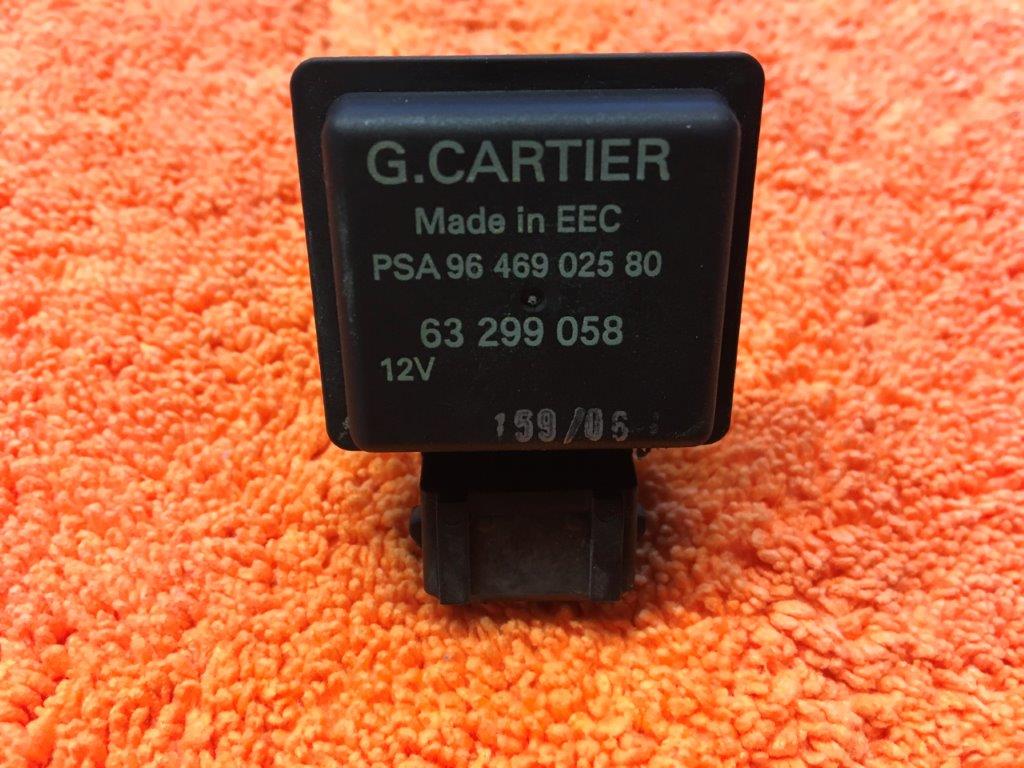 G.CARTIER
Made in EEC
PSA 96 469 025 80
63 299 058
12V
159/06